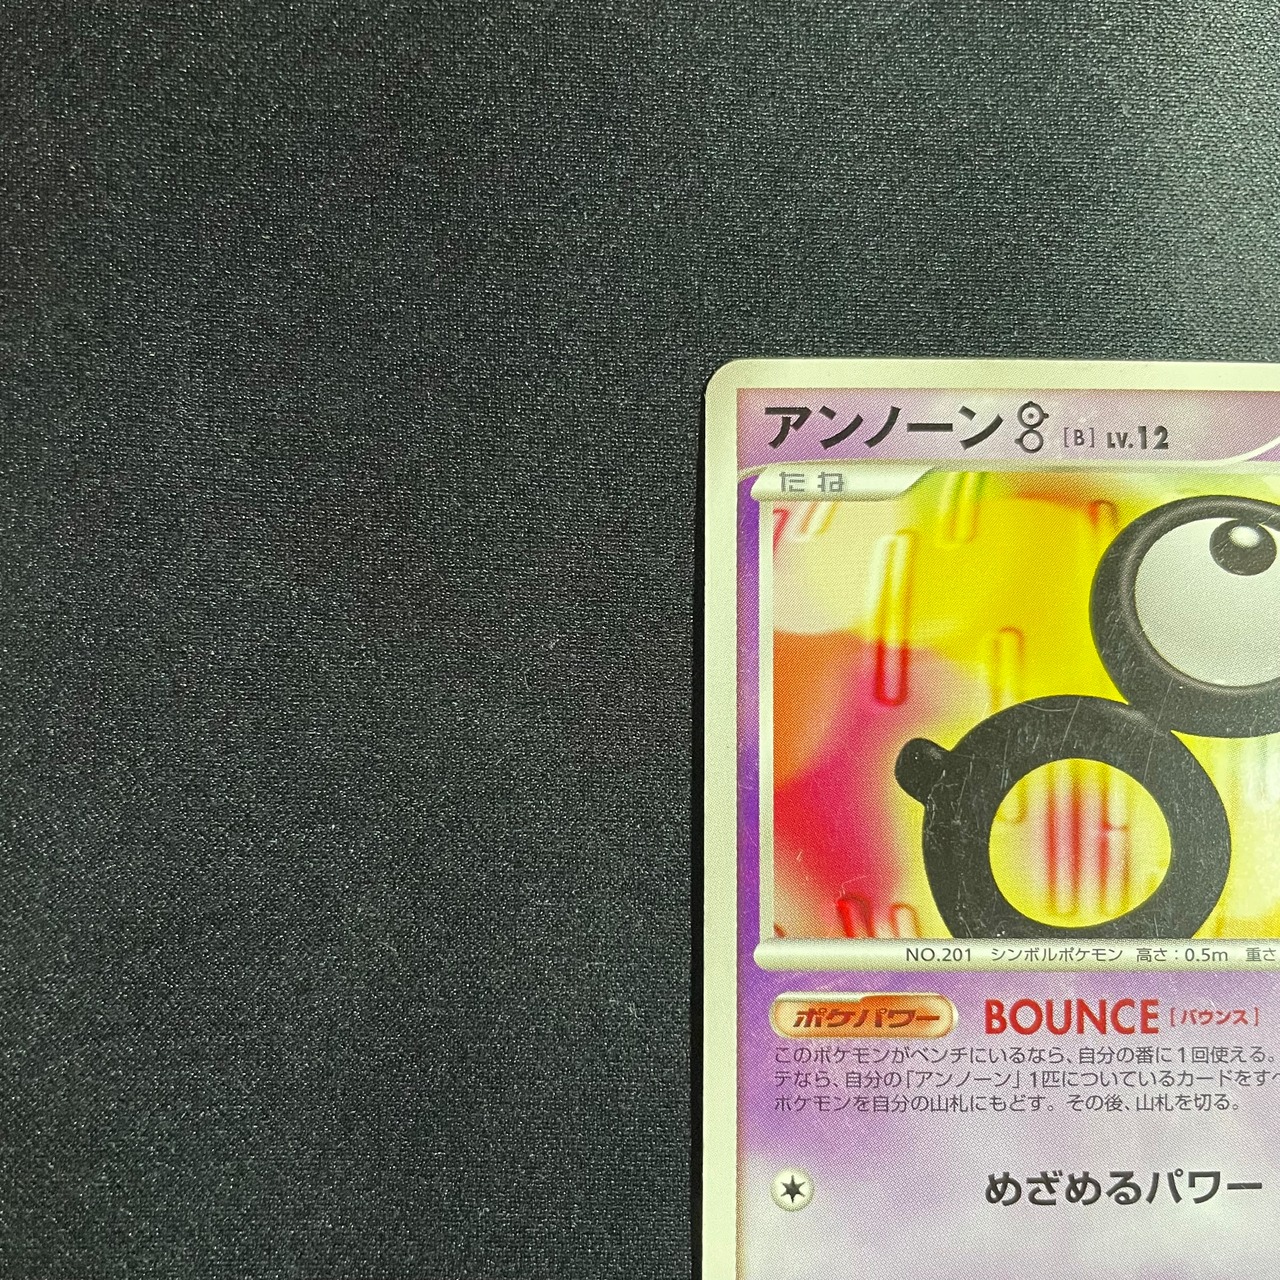 アンノーン [B] LV.12
たね
NO.201 シンボルポケモン 高さ：0.5m 重さ
ポケパワー BOUNCE [バウンス]
このポケモンがベンチにいるなら、自分の番に1回使える。
テなら、自分の「アンノーン」1匹についているカードをすべ
ポケモンを自分の山札にもどす。その後、山札を切る。
めざめるパワー